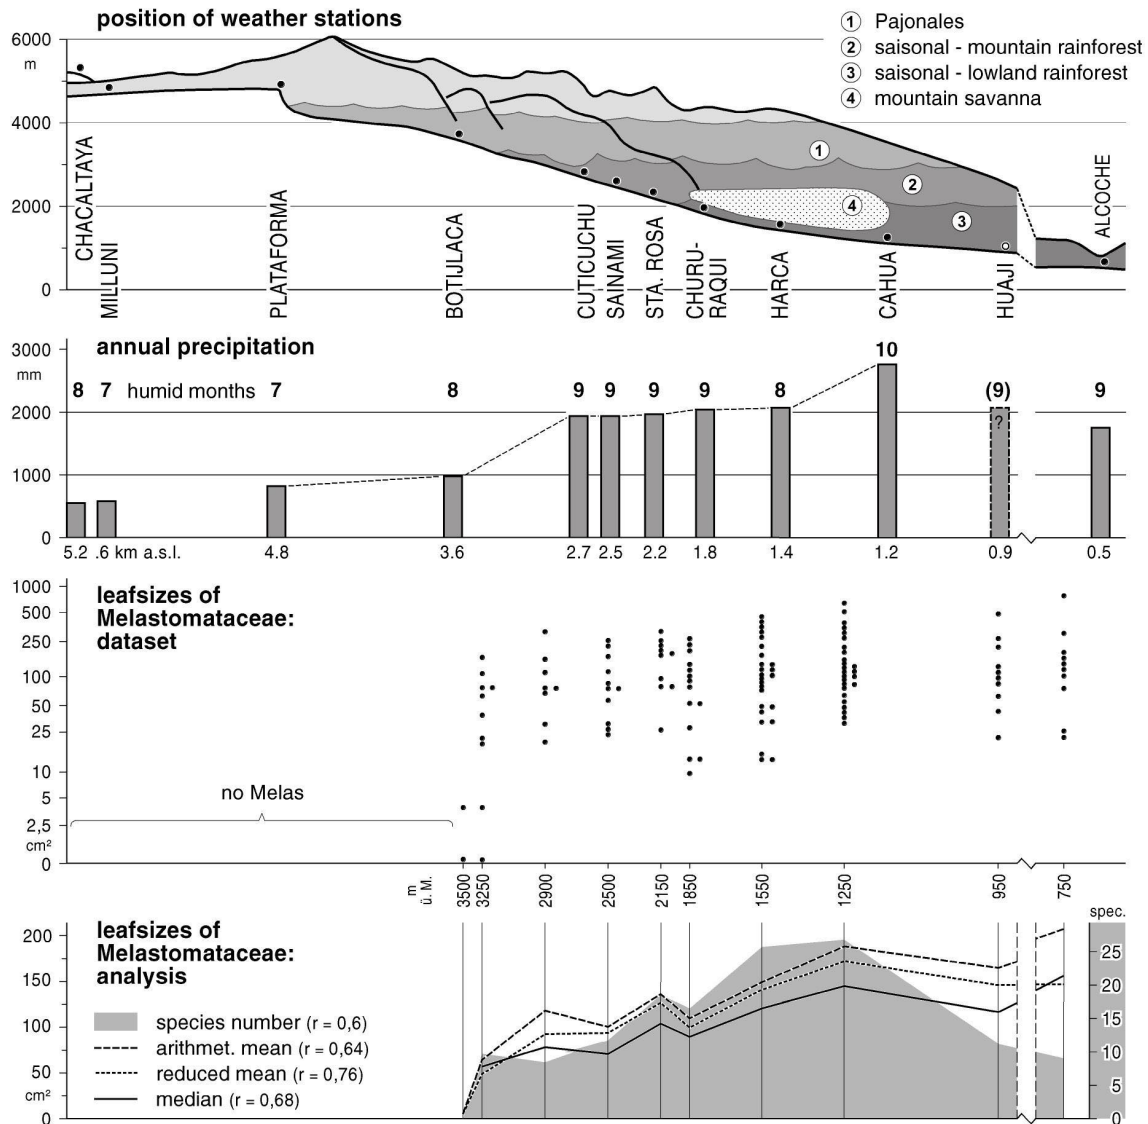 position of weather stations
6000
m
4000
2000
0
1 Pajonales
2 saisonal - mountain rainforest
3 saisonal - lowland rainforest
4 mountain savanna
1
2
3
4
CHACALTAYA
MILLUNI
PLATAFORMA
BOTIJLACA
CUTICUCHU
SAINAMI
STA. ROSA
CHURU-
RAQUI
HARCA
CAHUA
HUAJI
ALCOCHE
annual precipitation
3000
mm
2000
1000
0
8 7 humid months 7 8 9 9 9 9 8 10 (9) 9
?
5.2 .6 km a.s.l. 4.8 3.6 2.7 2.5 2.2 1.8 1.4 1.2 0.9 0.5
leafsizes of
Melastomataceae:
dataset
1000
500
250
100
50
25
10
5
2,5
cm²
0
no Melas
m
ü. M.
3500
3250
29900
2500
2150
1850
1550
1250
950
750
leafsizes of
Melastomataceae:
analysis
200
150
100
50
cm²
0
species number (r = 0,6)
arithmet. mean (r = 0,64)
reduced mean (r = 0,76)
median (r = 0,68)
spec.
25
20
15
10
5
0